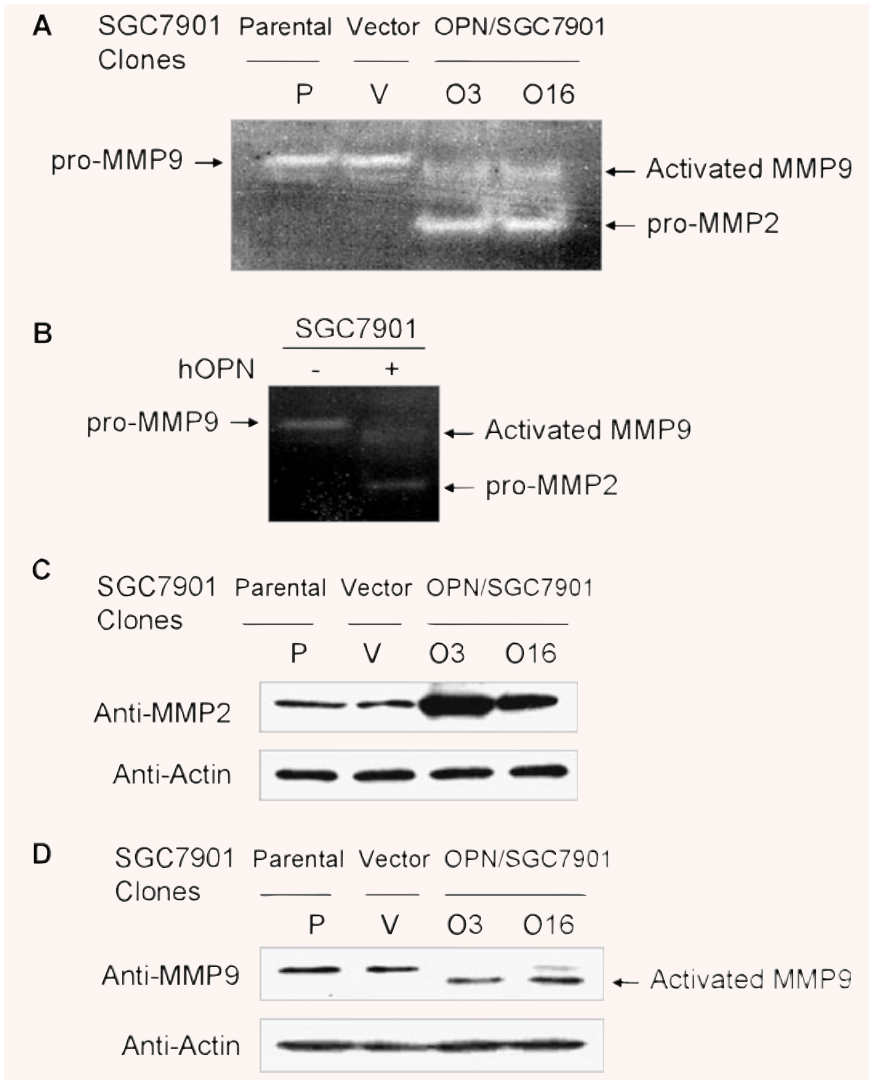 A
SGC7901 Parental Vector OPN/SGC7901
Clones
P V O3 O16
pro-MMP9
Activated MMP9
pro-MMP2
B
SGC7901
hOPN - +
pro-MMP9
Activated MMP9
pro-MMP2
C
SGC7901 Parental Vector OPN/SGC7901
Clones
P V O3 O16
Anti-MMP2
Anti-Actin
D
SGC7901 Parental Vector OPN/SGC7901
Clones
P V O3 O16
Anti-MMP9
Activated MMP9
Anti-Actin